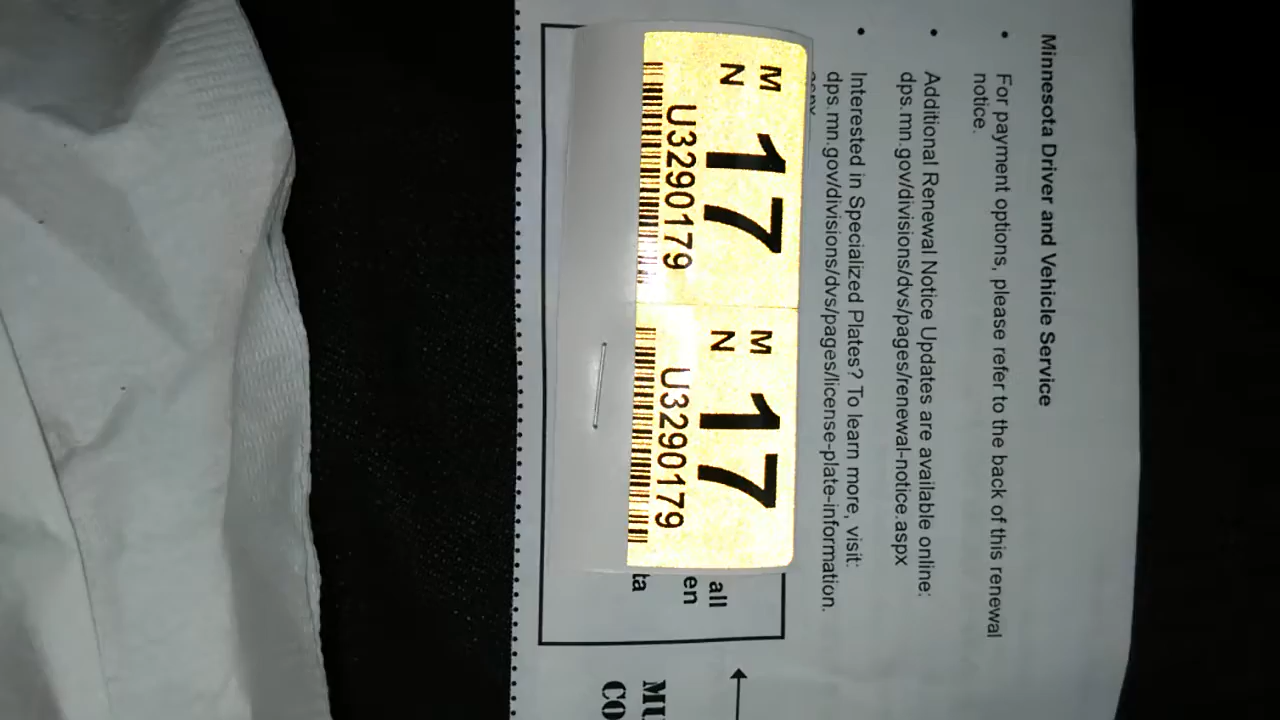 Minnesota Driver and Vehicle Service
• For payment options, please refer to the back of this renewal
notice.
• Additional Renewal Notice Updates are available online:
dps.mn.gov/divisions/dvs/pages/renewal-notice.aspx
• Interested in Specialized Plates? To learn more, visit:
dps.mn.gov/divisions/dvs/pages/license-plate-information.
aspx
MN 17
U3290179
MN 17
U3290179
all
en
ta
MU
CO